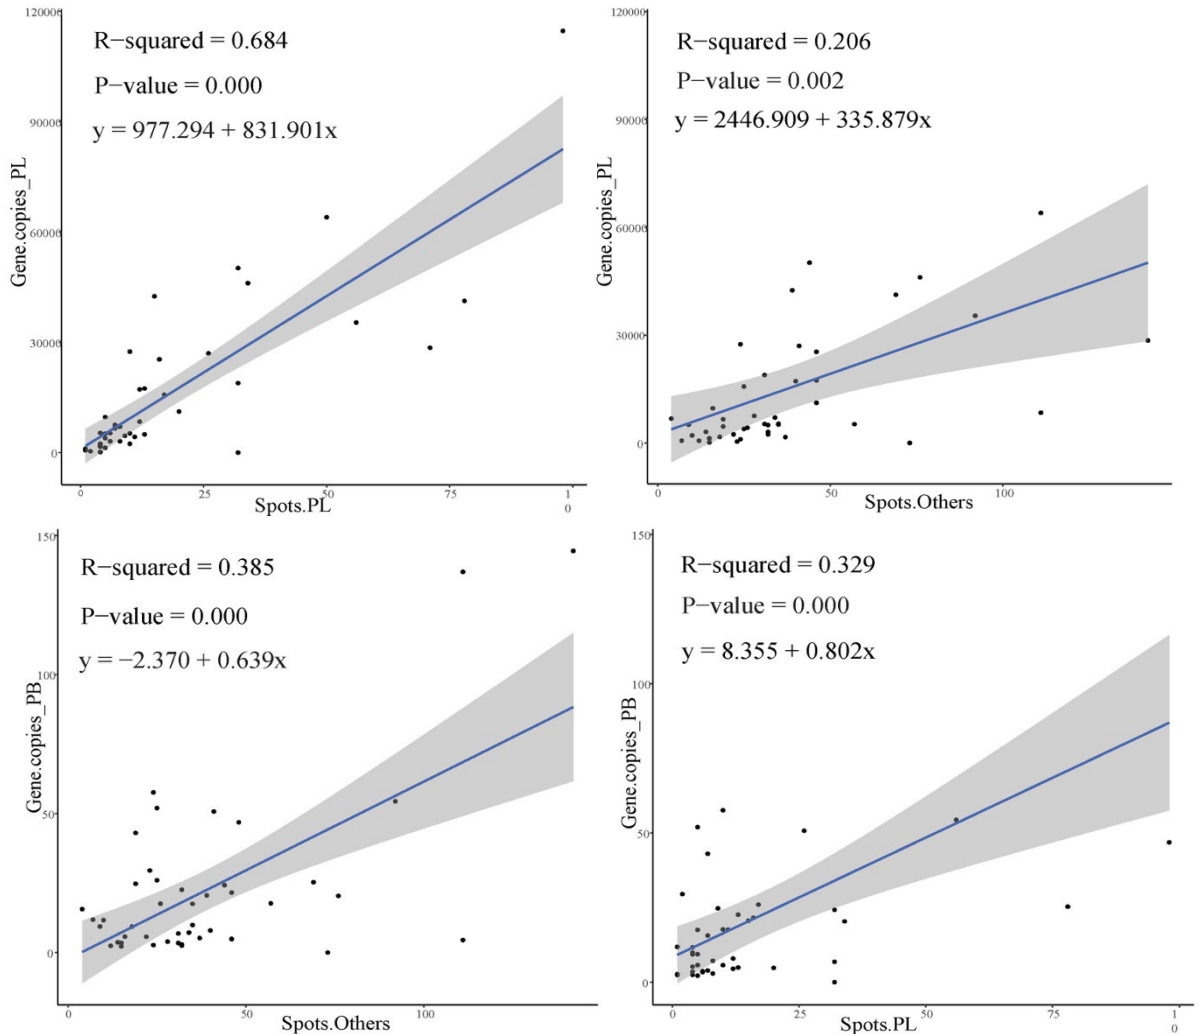 120000
R−squared = 0.684
P−value = 0.000
y = 977.294 + 831.901x
90000
60000
30000
0
Gene.copies_PL
0 25 50 75 1
0
Spots.PL
120000
R−squared = 0.206
P−value = 0.002
y = 2446.909 + 335.879x
90000
60000
30000
0
Gene.copies_PL
0 50 100
Spots.Others
150
R−squared = 0.385
P−value = 0.000
y = −2.370 + 0.639x
100
50
0
Gene.copies_PB
0 50 100
Spots.Others
150
R−squared = 0.329
P−value = 0.000
y = 8.355 + 0.802x
100
50
0
Gene.copies_PB
0 25 50 75 1
0
Spots.PL